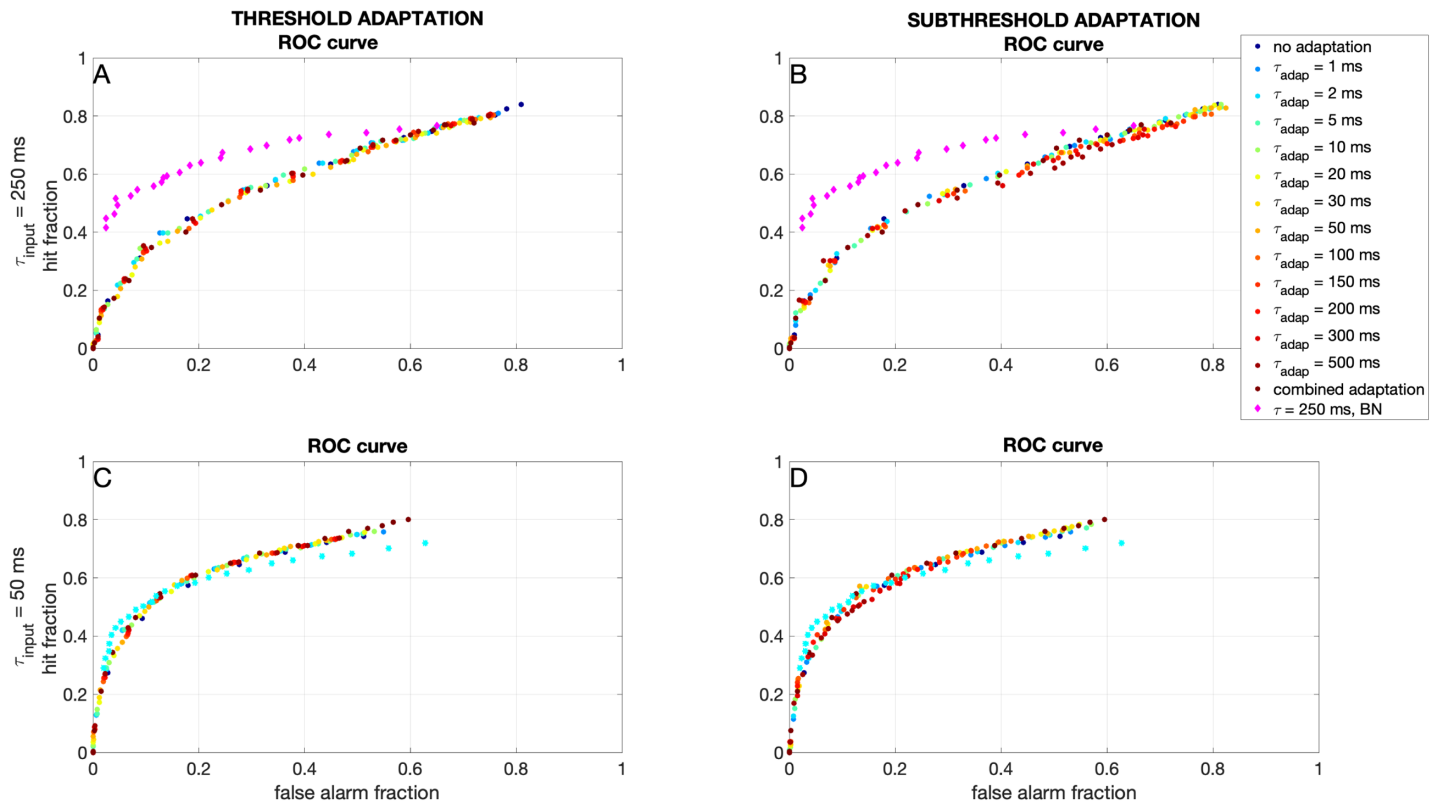 THRESHOLD ADAPTATION
ROC curve
A
1
0.8
0.6
0.4
0.2
0
0 0.2 0.4 0.6 0.8 1
τinput = 250 ms
hit fraction
SUBTHRESHOLD ADAPTATION
ROC curve
B
1
0.8
0.6
0.4
0.2
0
0 0.2 0.4 0.6 0.8
no adaptation
τadap = 1 ms
τadap = 2 ms
τadap = 5 ms
τadap = 10 ms
τadap = 20 ms
τadap = 30 ms
τadap = 50 ms
τadap = 100 ms
τadap = 150 ms
τadap = 200 ms
τadap = 300 ms
τadap = 500 ms
combined adaptation
τ = 250 ms, BN
ROC curve
C
1
0.8
0.6
0.4
0.2
0
0 0.2 0.4 0.6 0.8 1
τinput = 50 ms
hit fraction
false alarm fraction
ROC curve
D
1
0.8
0.6
0.4
0.2
0
0 0.2 0.4 0.6 0.8 1
false alarm fraction